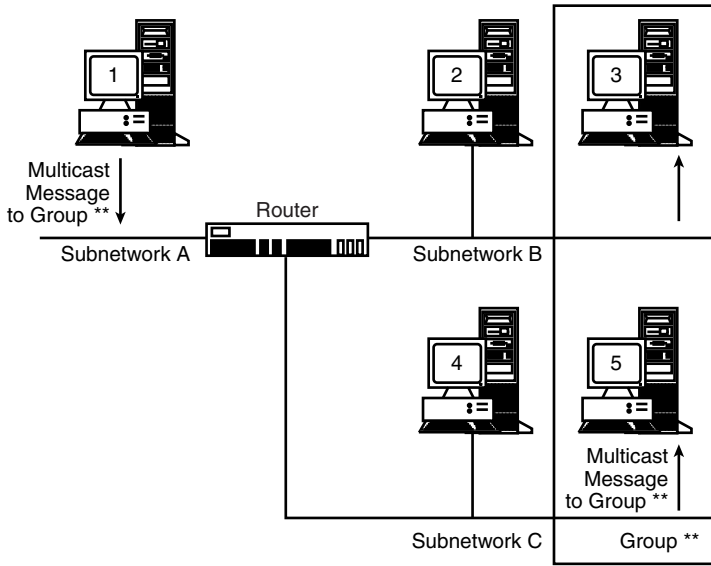 1
2
3
Multicast
Message
to Group **
Router
Subnetwork A
Subnetwork B
4
5
Multicast
Message
to Group **
Subnetwork C
Group **